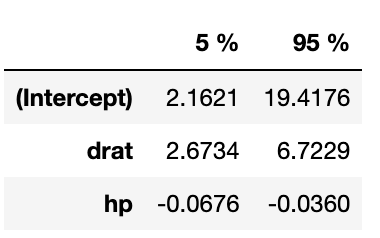 5 % 95 %
(Intercept) 2.1621 19.4176
drat 2.6734 6.7229
hp -0.0676 -0.0360